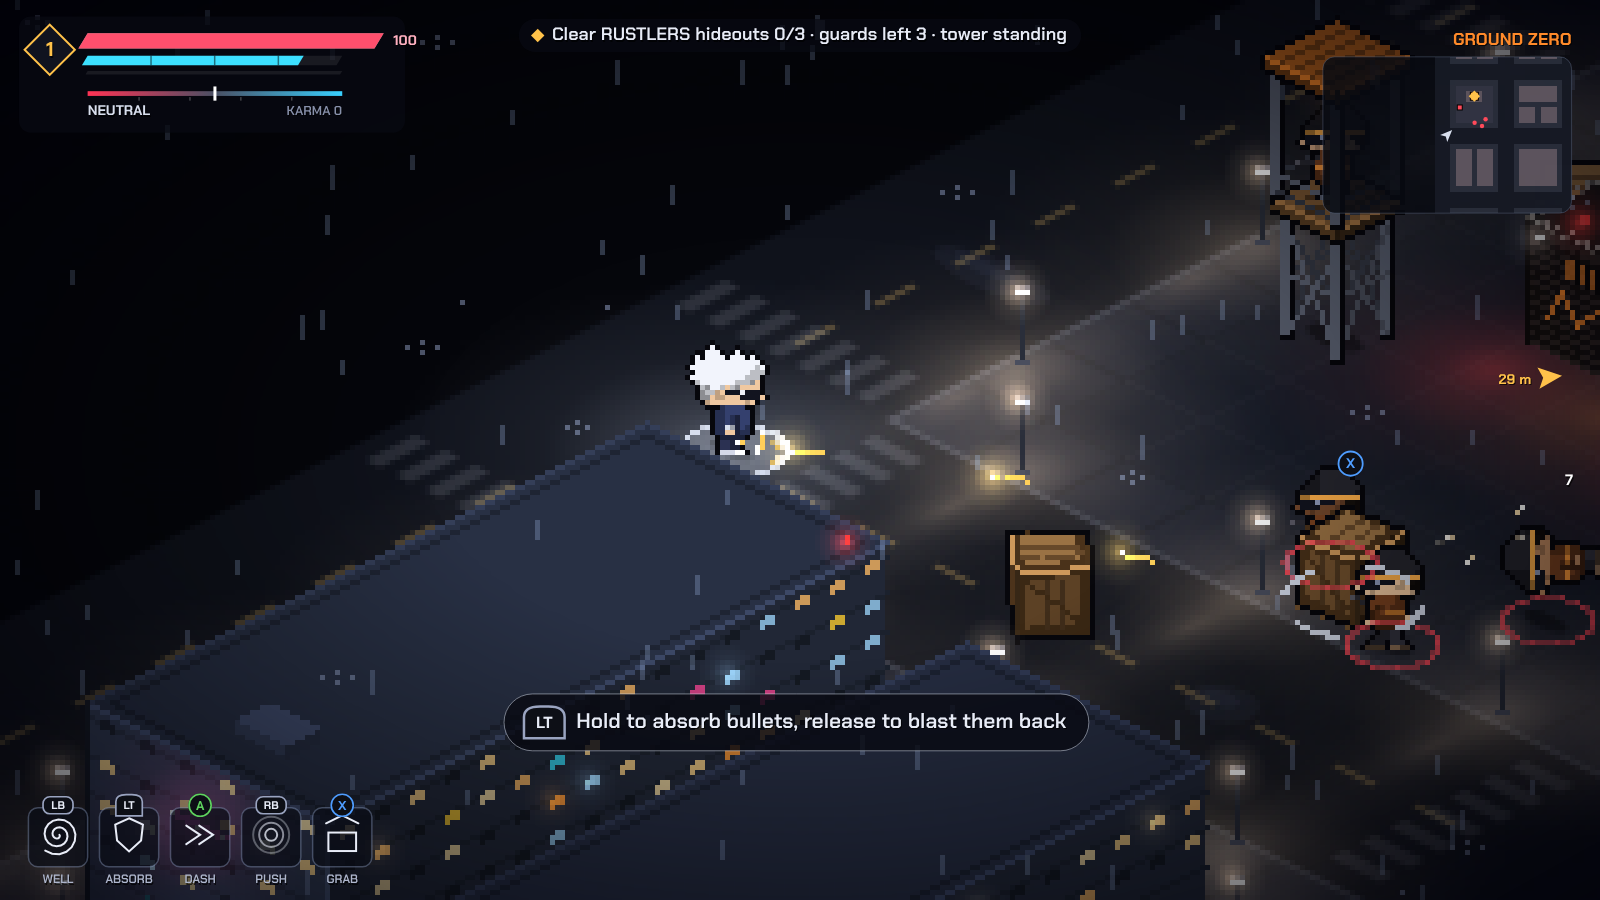 1
100
NEUTRAL
KARMA 0
Clear RUSTLERS hideouts 0/3 · guards left 3 · tower standing
GROUND ZERO
29 m
X
7
LT Hold to absorb bullets, release to blast them back
LB
LT
A
RB
X
WELL
ABSORB
DASH
PUSH
GRAB